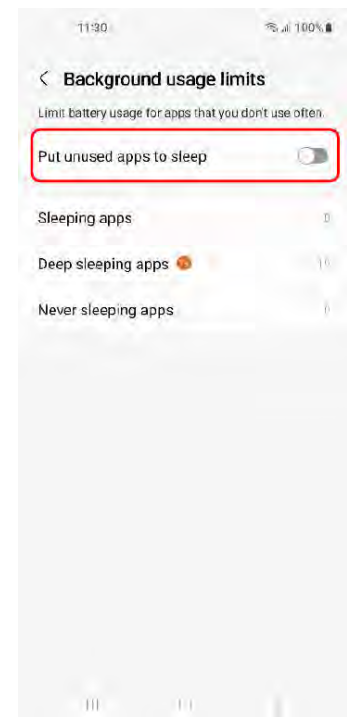 11:30 100%
Background usage limits
Limit battery usage for apps that you don't use often.
Put unused apps to sleep
Sleeping apps 0
Deep sleeping apps
Never sleeping apps